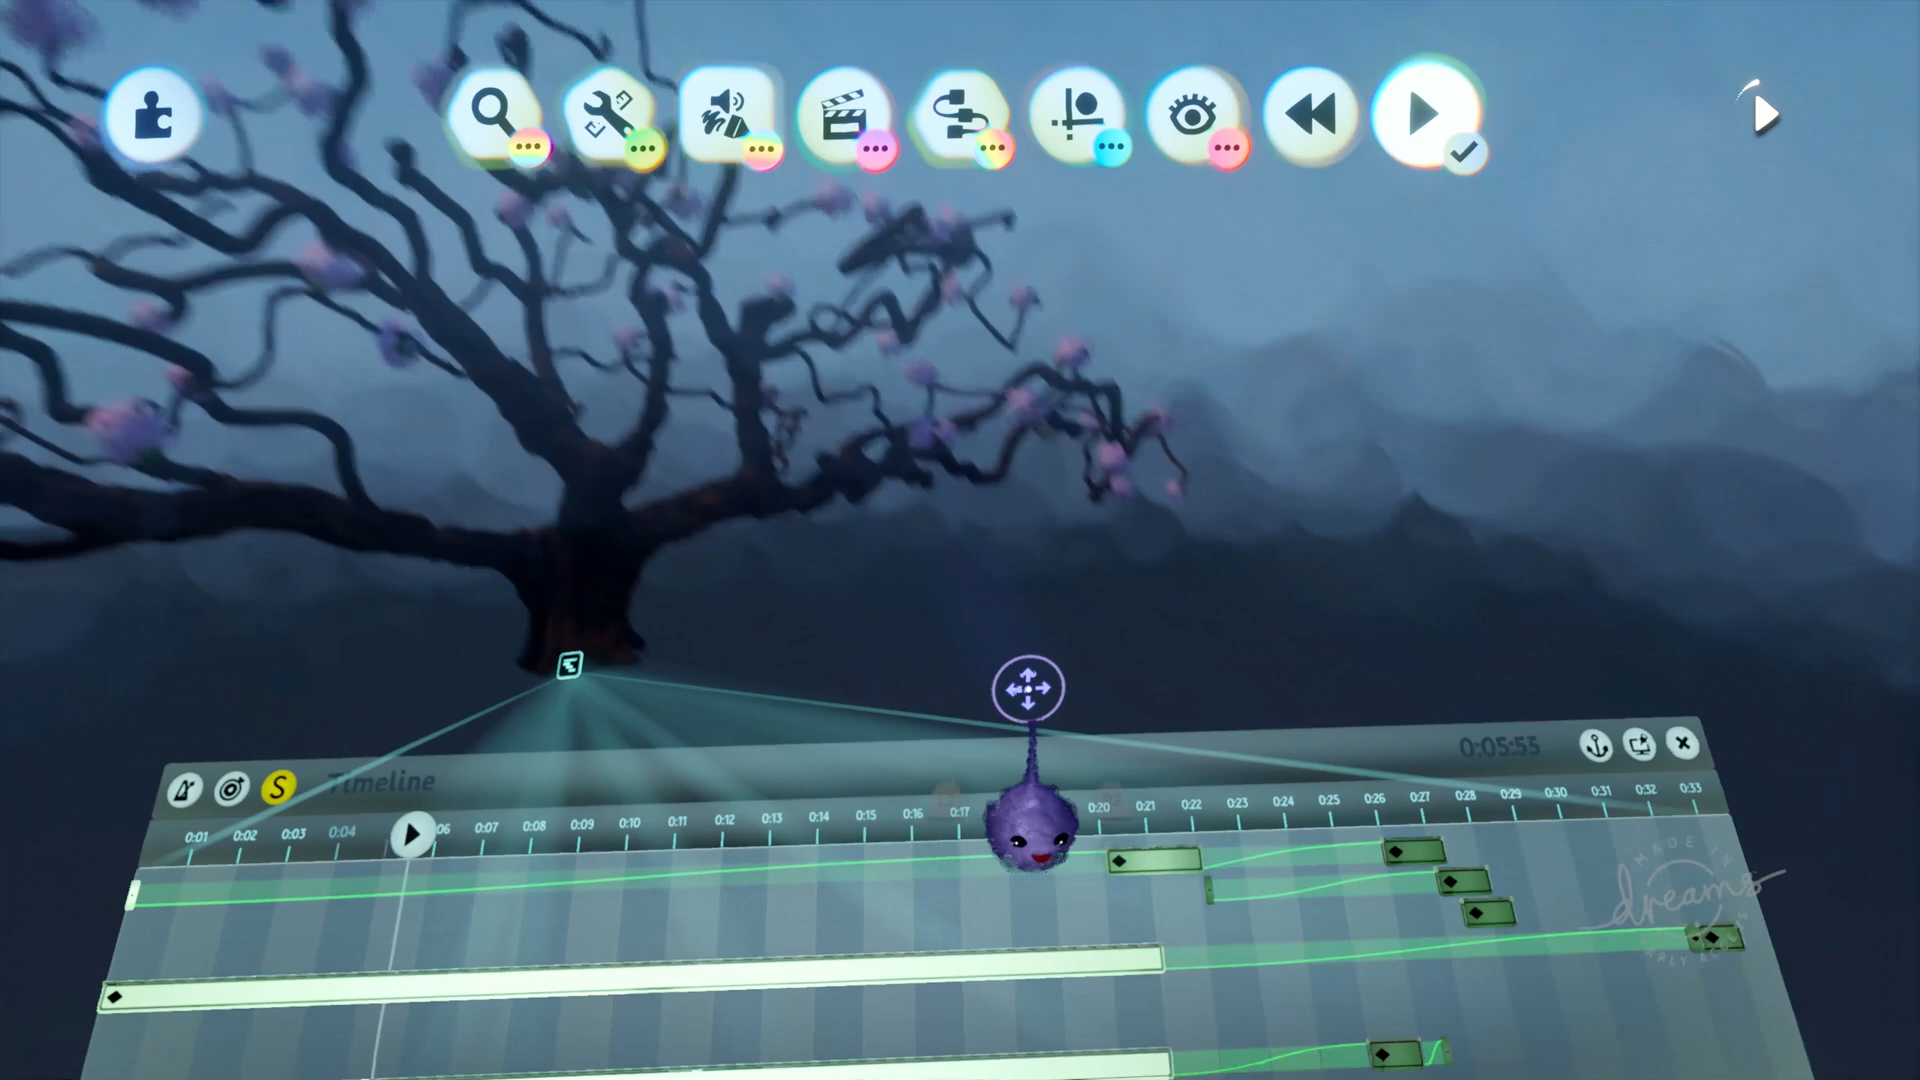 0:05:53
S Timeline
0:01 0:02 0:03 0:04 06 0:07 0:08 0:09 0:10 0:11 0:12 0:13 0:14 0:15 0:16 0:17 0:20 0:21 0:22 0:23 0:24 0:25 0:26 0:27 0:28 0:29 0:30 0:31 0:32 0:33
MADE IN
dreams